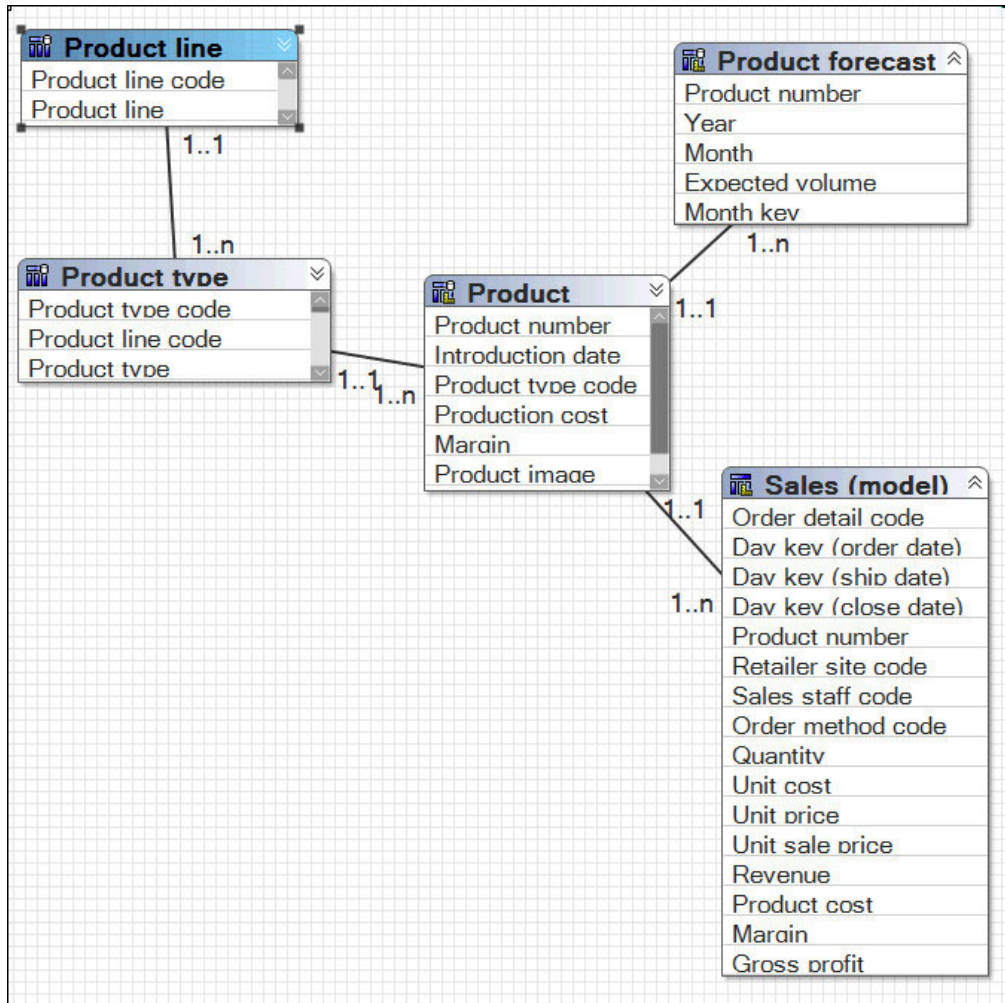 Product line
Product line code
Product line
1..1
1..n
Product type
Product type code
Product line code
Product type
1..1
1..n
Product
Product number
Introduction date
Product type code
Production cost
Margin
Product image
Product forecast
Product number
Year
Month
Expected volume
Month key
1..n
1..1
1..1
1..n
Sales (model)
Order detail code
Day key (order date)
Day key (ship date)
Day key (close date)
Product number
Retailer site code
Sales staff code
Order method code
Quantity
Unit cost
Unit price
Unit sale price
Revenue
Product cost
Margin
Gross profit